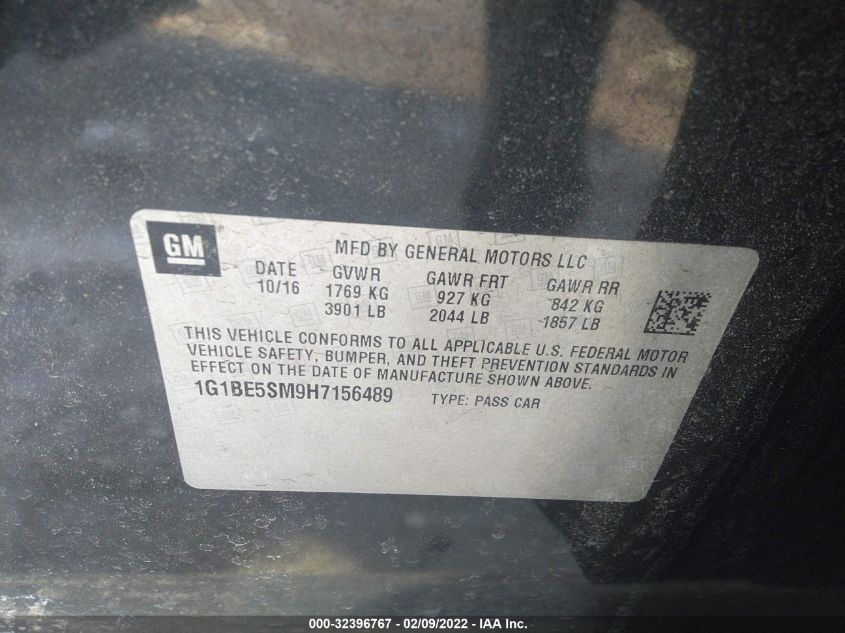 GM
MFD BY GENERAL MOTORS LLC
DATE GVWR GAWR FRT GAWR RR
10/16 1769 KG 927 KG 842 KG
3901 LB 2044 LB 1857 LB
THIS VEHICLE CONFORMS TO ALL APPLICABLE U.S. FEDERAL MOTOR
VEHICLE SAFETY, BUMPER, AND THEFT PREVENTION STANDARDS IN
EFFECT ON THE DATE OF MANUFACTURE SHOWN ABOVE.
1G1BE5SM9H7156489 TYPE: PASS CAR
000-32396767 - 02/09/2022 - IAA Inc.